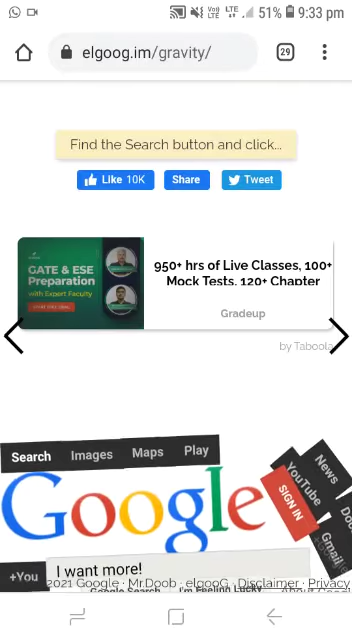 51% 9:33 pm
elgoog.im/gravity/
29
Find the Search button and click...
Like 10K Share Tweet
GATE & ESE
Preparation
with Expert Faculty
950+ hrs of Live Classes, 100+
Mock Tests, 120+ Chapter
Gradeup
by Taboola
Search Images Maps Play
Google
News
YouTube
SIGN IN
Gmail
I want more!
+You
2021 Google · Mr.Doob · elgooG · Disclaimer · Privacy
Google Search I'm Feeling Lucky